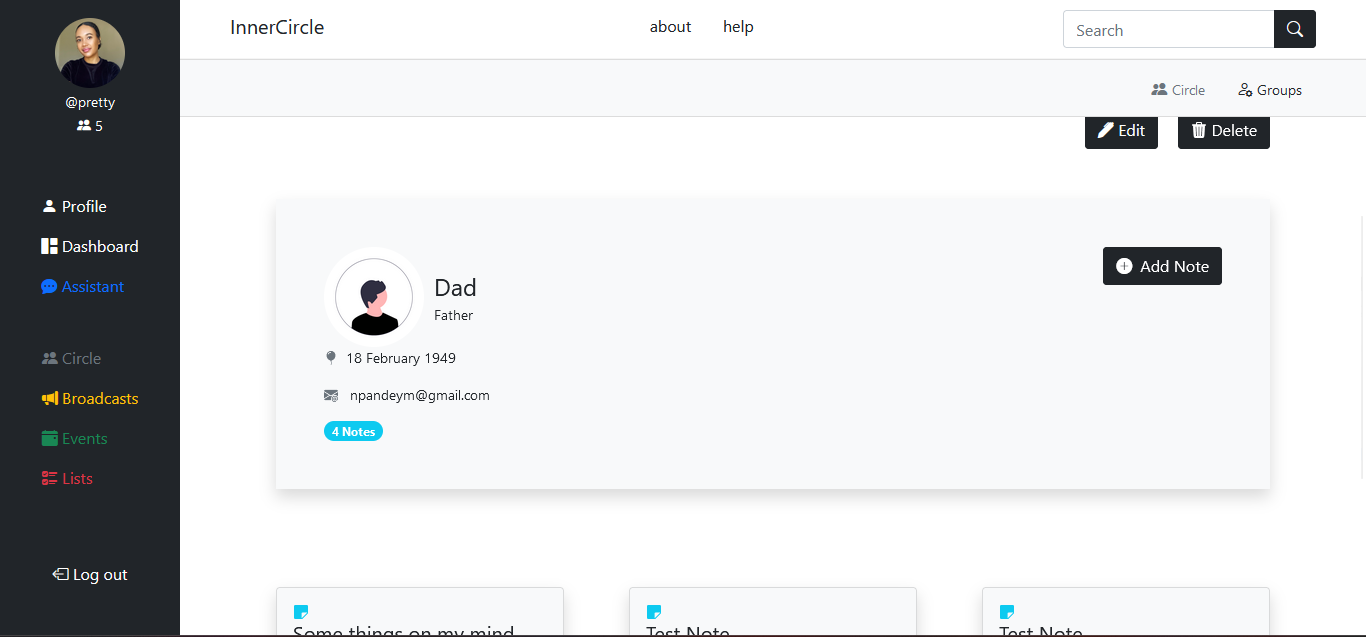 InnerCircle
about
help
Search
@pretty
5
Circle
Groups
Edit
Delete
Profile
Dashboard
Assistant
Circle
Broadcasts
Events
Lists
Log out
Add Note
Dad
Father
18 February 1949
npandeym@gmail.com
4 Notes
Some things on my mind
Test Note
Test Note